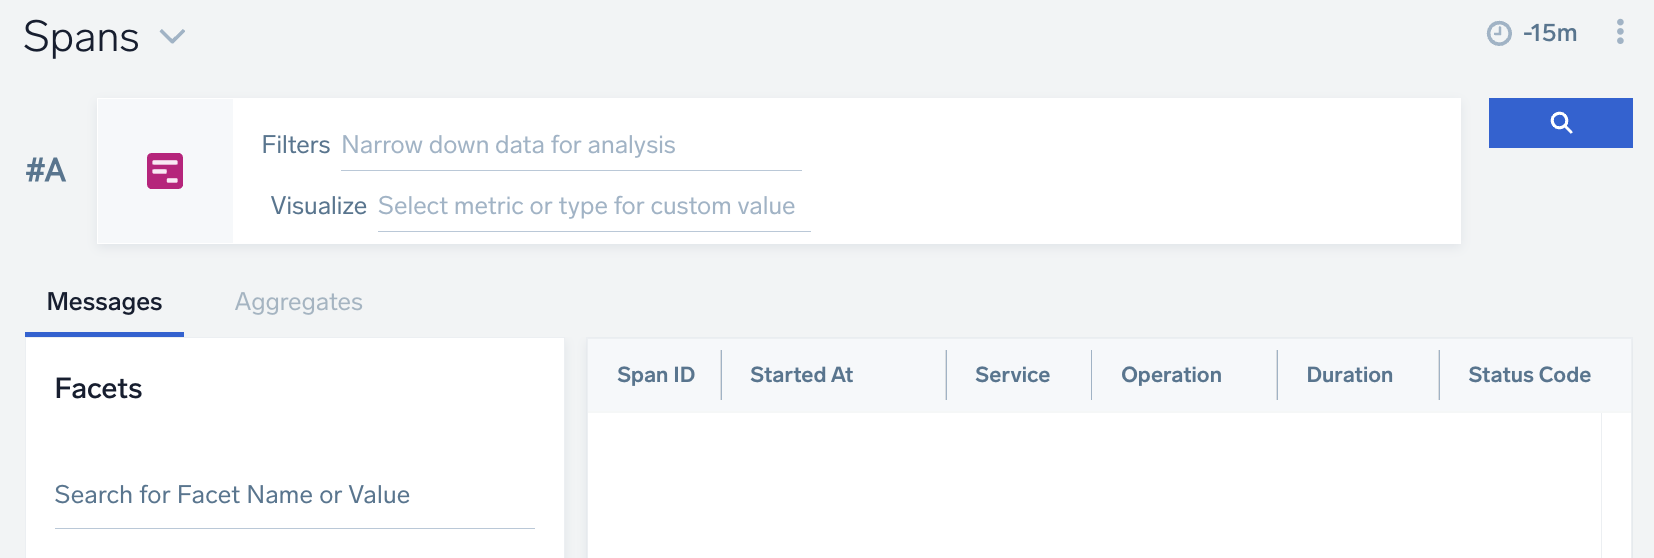 Spans
-15m
#A
Filters Narrow down data for analysis
Visualize Select metric or type for custom value
Messages Aggregates
Facets
Search for Facet Name or Value
Span ID Started At Service Operation Duration Status Code